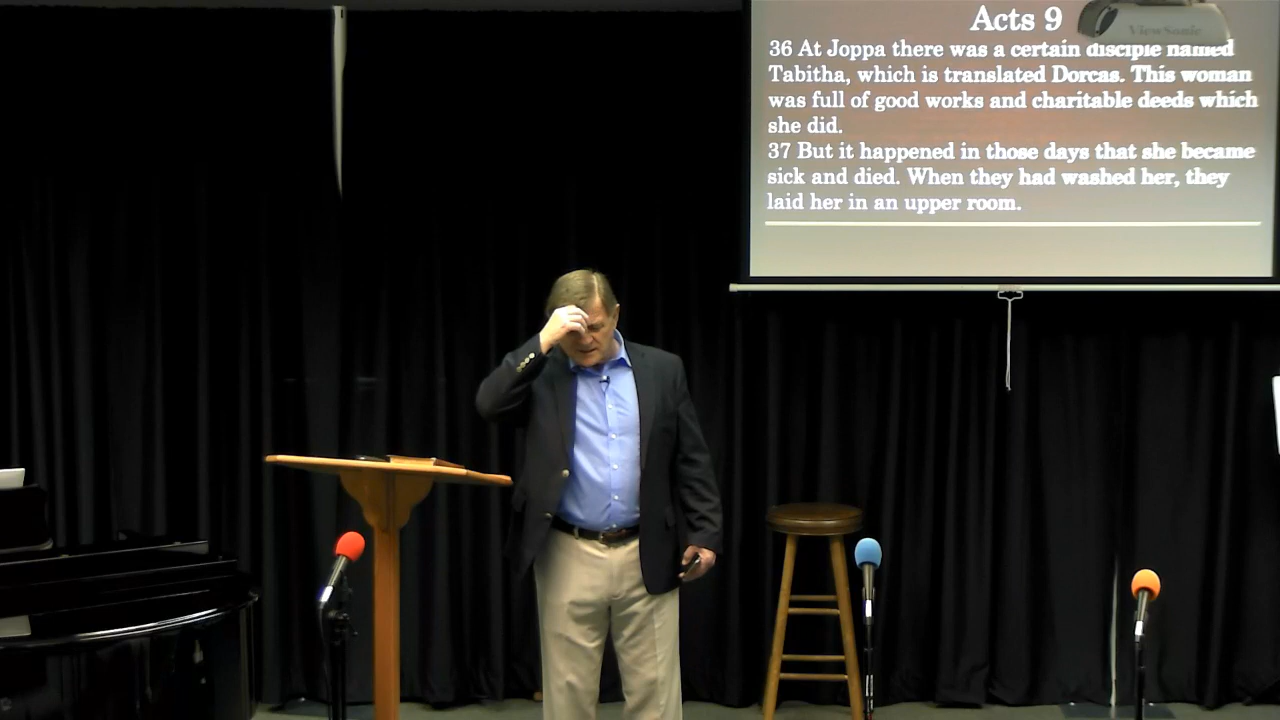 Acts 9
ViewSonic
36 At Joppa there was a certain disciple named
Tabitha, which is translated Dorcas. This woman
was full of good works and charitable deeds which
she did.
37 But it happened in those days that she became
sick and died. When they had washed her, they
laid her in an upper room.